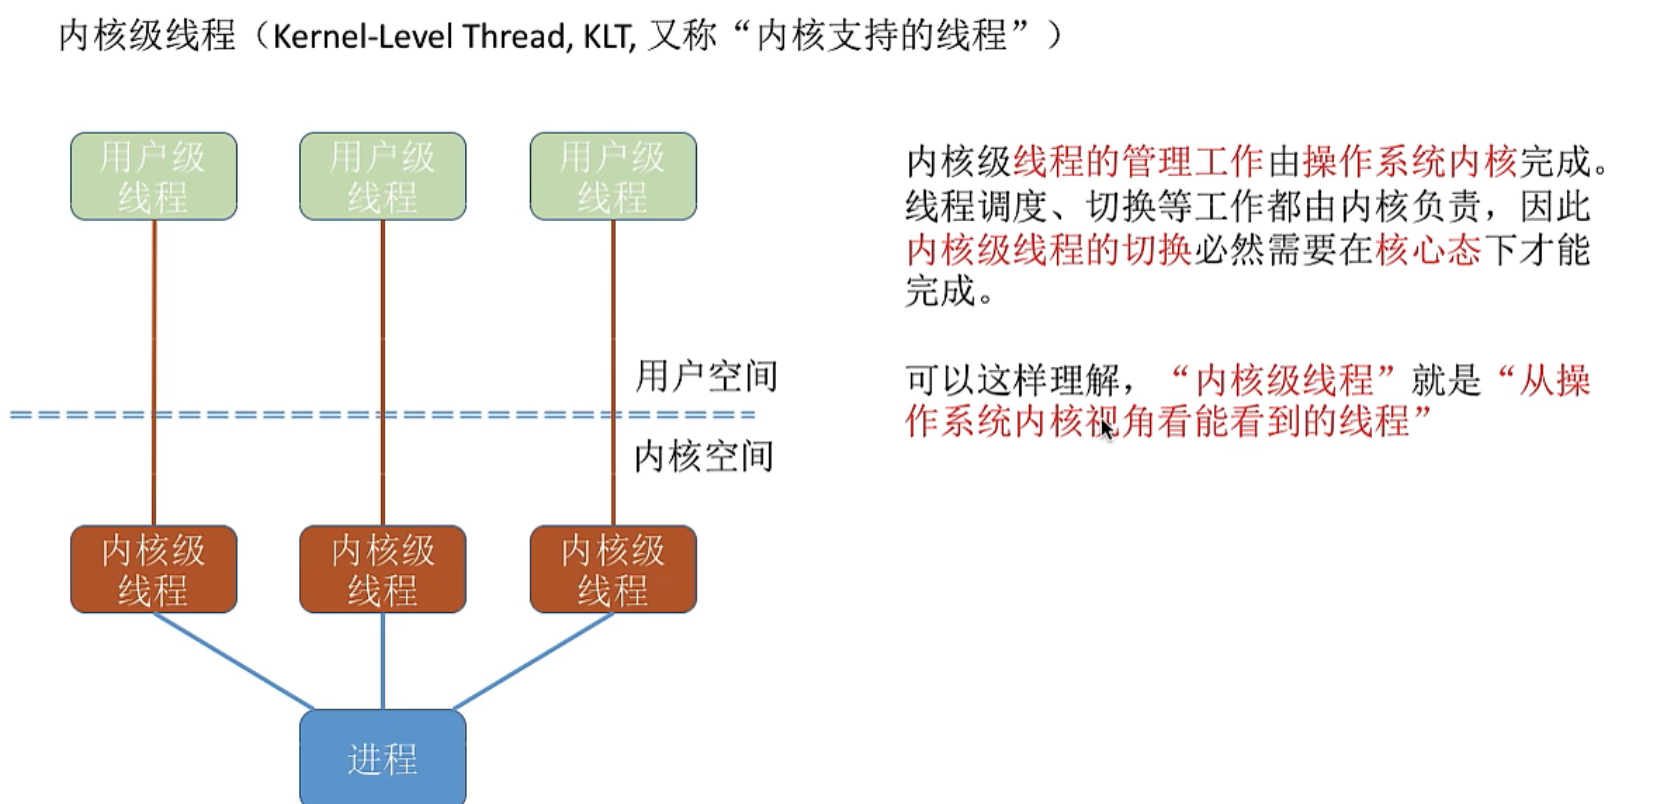 内核级线程（Kernel-Level Thread, KLT, 又称“内核支持的线程”）
用户级
线程
用户级
线程
用户级
线程
内核级线程的管理工作由操作系统内核完成。
线程调度、切换等工作都由内核负责，因此
内核级线程的切换必然需要在核心态下才能
完成。
可以这样理解，“内核级线程”就是“从操
作系统内核视角看能看到的线程”
用户空间
内核空间
内核级
线程
内核级
线程
内核级
线程
进程